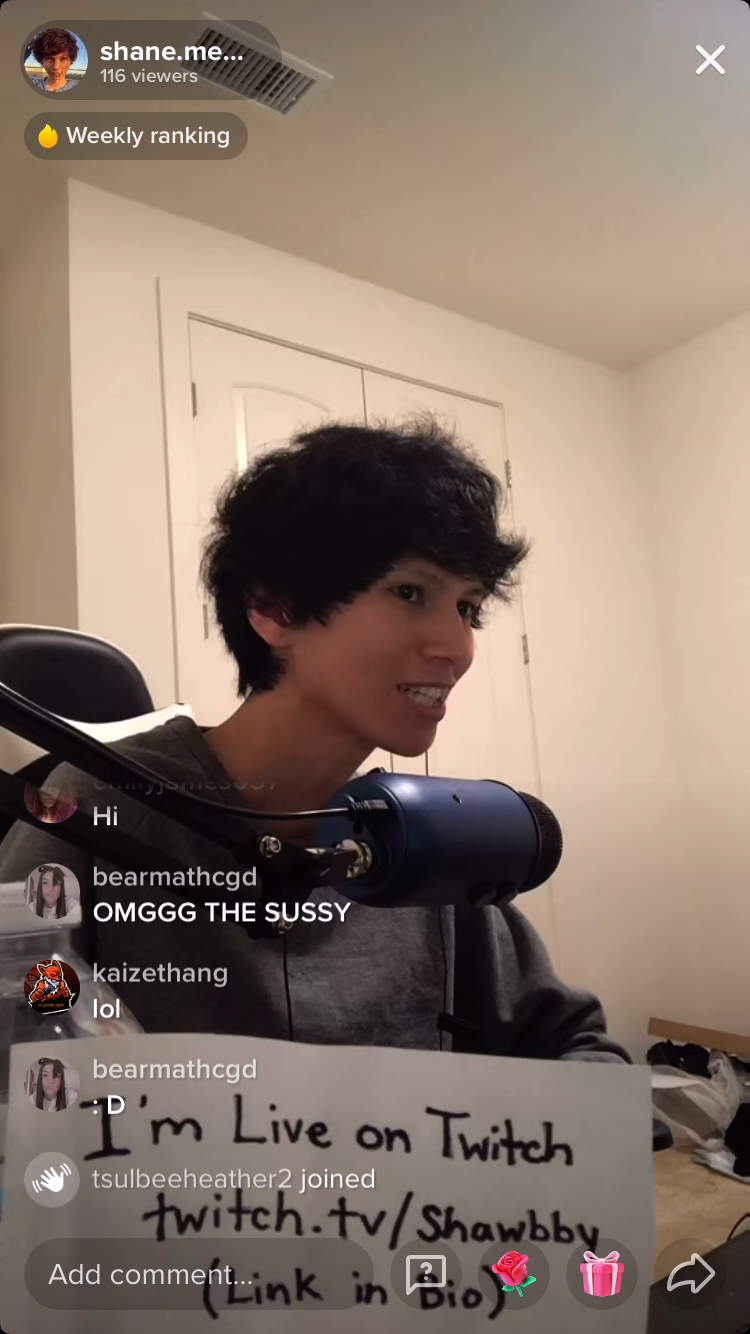 shane.me...
116 viewers
Weekly ranking
Hi
bearmathcgd
OMGGG THE SUSSY
kaizethang
lol
bearmathcgd
: D
I'm Live on Twitch
tsulbeeheather2 joined
twitch.tv/Shawbby
Add comment...
(Link in Bio)